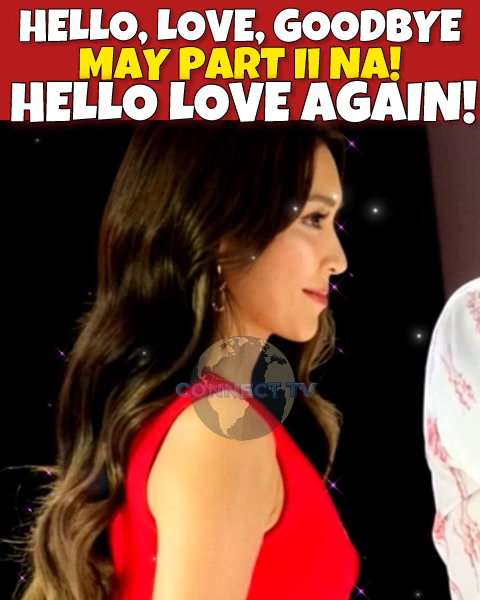 HELLO, LOVE, GOODBYE
MAY PART II NA!
HELLO LOVE AGAIN!
CONNECT TV